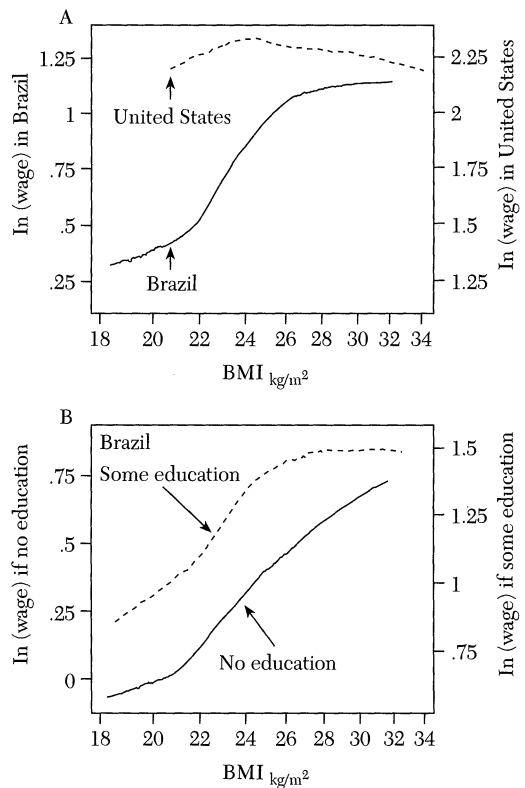 A
ln (wage) in Brazil
1.25
1
.75
.5
.25
ln (wage) in United States
2.25
2
1.75
1.5
1.25
United States
Brazil
18 20 22 24 26 28 30 32 34
BMI kg/m²
B
ln (wage) if no education
.75
.5
0.25
0
ln (wage) if some education
1.5
1.25
1
.75
Brazil
Some education
No education
18 20 22 24 26 28 30 32 34
BMI kg/m²